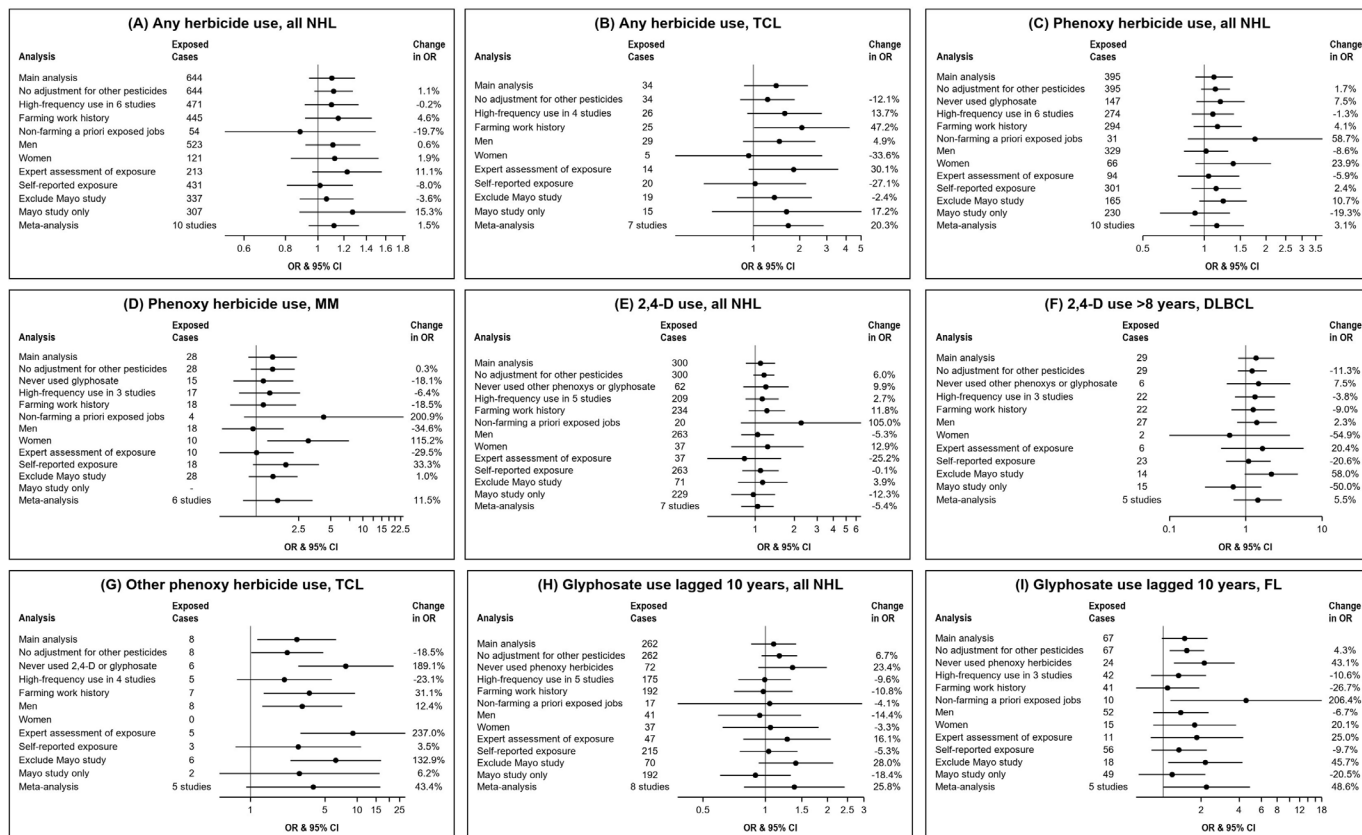 (A) Any herbicide use, all NHL
Analysis Exposed Cases Change in OR
Main analysis 644
No adjustment for other pesticides 644 1.1%
High-frequency use in 6 studies 471 -0.2%
Farming work history 445 4.6%
Non-farming a priori exposed jobs 54 -19.7%
Men 523 0.6%
Women 121 1.9%
Expert assessment of exposure 213 11.1%
Self-reported exposure 431 -8.0%
Exclude Mayo study 337 -3.6%
Mayo study only 307 15.3%
Meta-analysis 10 studies 1.5%
0.6 0.8 1 1.2 1.4 1.6 1.8
OR & 95% CI
(B) Any herbicide use, TCL
Analysis Exposed Cases Change in OR
Main analysis 34
No adjustment for other pesticides 34 -12.1%
High-frequency use in 4 studies 26 13.7%
Farming work history 25 47.2%
Men 29 4.9%
Women 5 -33.6%
Expert assessment of exposure 14 30.1%
Self-reported exposure 20 -27.1%
Exclude Mayo study 19 -2.4%
Mayo study only 15 17.2%
Meta-analysis 7 studies 20.3%
1 2 3 4 5
OR & 95% CI
(C) Phenoxy herbicide use, all NHL
Analysis Exposed Cases Change in OR
Main analysis 395
No adjustment for other pesticides 395 1.7%
Never used glyphosate 147 7.5%
High-frequency use in 6 studies 274 -1.3%
Farming work history 294 4.1%
Non-farming a priori exposed jobs 31 58.7%
Men 329 -8.6%
Women 66 23.9%
Expert assessment of exposure 94 -5.9%
Self-reported exposure 301 2.4%
Exclude Mayo study 165 10.7%
Mayo study only 230 -19.3%
Meta-analysis 10 studies 3.1%
0.5 1 1.5 2 2.5 3 3.5
OR & 95% CI
(D) Phenoxy herbicide use, MM
Analysis Exposed Cases Change in OR
Main analysis 28
No adjustment for other pesticides 28 0.3%
Never used glyphosate 15 -18.1%
High-frequency use in 3 studies 17 -6.4%
Farming work history 18 -18.5%
Non-farming a priori exposed jobs 4 200.9%
Men 18 -34.6%
Women 10 115.2%
Expert assessment of exposure 10 -29.5%
Self-reported exposure 18 33.3%
Exclude Mayo study 28 1.0%
Mayo study only -
Meta-analysis 6 studies 11.5%
2.5 5 10 15 22.5
OR & 95% CI
(E) 2,4-D use, all NHL
Analysis Exposed Cases Change in OR
Main analysis 300
No adjustment for other pesticides 300 6.0%
Never used other phenoxys or glyphosate 62 9.9%
High-frequency use in 5 studies 209 2.7%
Farming work history 234 11.8%
Non-farming a priori exposed jobs 20 105.0%
Men 263 -5.3%
Women 37 12.9%
Expert assessment of exposure 37 -25.2%
Self-reported exposure 263 -0.1%
Exclude Mayo study 71 3.9%
Mayo study only 229 -12.3%
Meta-analysis 7 studies -5.4%
1 2 3 4 5 6
OR & 95% CI
(F) 2,4-D use >8 years, DLBCL
Analysis Exposed Cases Change in OR
Main analysis 29
No adjustment for other pesticides 29 -11.3%
Never used other phenoxys or glyphosate 6 7.5%
High-frequency use in 3 studies 22 -3.8%
Farming work history 22 -9.0%
Men 27 2.3%
Women 2 -54.9%
Expert assessment of exposure 6 20.4%
Self-reported exposure 23 -20.6%
Exclude Mayo study 14 58.0%
Mayo study only 15 -50.0%
Meta-analysis 5 studies 5.5%
0.1 1 10
OR & 95% CI
(G) Other phenoxy herbicide use, TCL
Analysis Exposed Cases Change in OR
Main analysis 8
No adjustment for other pesticides 8 -18.5%
Never used 2,4-D or glyphosate 6 189.1%
High-frequency use in 4 studies 5 -23.1%
Farming work history 7 31.1%
Men 8 12.4%
Women 0
Expert assessment of exposure 5 237.0%
Self-reported exposure 3 3.5%
Exclude Mayo study 6 132.9%
Mayo study only 2 6.2%
Meta-analysis 5 studies 43.4%
1 5 10 15 25
OR & 95% CI
(H) Glyphosate use lagged 10 years, all NHL
Analysis Exposed Cases Change in OR
Main analysis 262
No adjustment for other pesticides 262 6.7%
Never used phenoxy herbicides 72 23.4%
High-frequency use in 5 studies 175 -9.6%
Farming work history 192 -10.8%
Non-farming a priori exposed jobs 17 -4.1%
Men 41 -14.4%
Women 37 -3.3%
Expert assessment of exposure 47 16.1%
Self-reported exposure 215 -5.3%
Exclude Mayo study 70 28.0%
Mayo study only 192 -18.4%
Meta-analysis 8 studies 25.8%
0.5 1 1.5 2 2.5 3
OR & 95% CI
(I) Glyphosate use lagged 10 years, FL
Analysis Exposed Cases Change in OR
Main analysis 67
No adjustment for other pesticides 67 4.3%
Never used phenoxy herbicides 24 43.1%
High-frequency use in 3 studies 42 -10.6%
Farming work history 41 -26.7%
Non-farming a priori exposed jobs 10 206.4%
Men 52 -6.7%
Women 15 20.1%
Expert assessment of exposure 11 25.0%
Self-reported exposure 56 -9.7%
Exclude Mayo study 18 45.7%
Mayo study only 49 -20.5%
Meta-analysis 5 studies 48.6%
2 4 6 8 12 18
OR & 95% CI